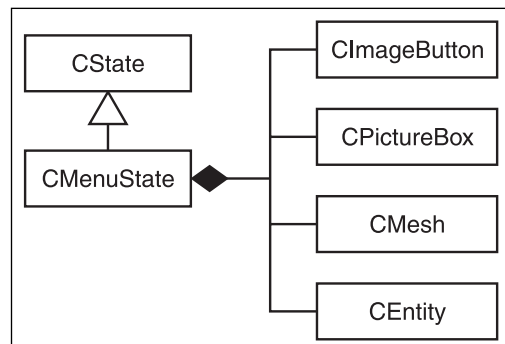 CState
CMenuState
CImageButton
CPictureBox
CMesh
CEntity